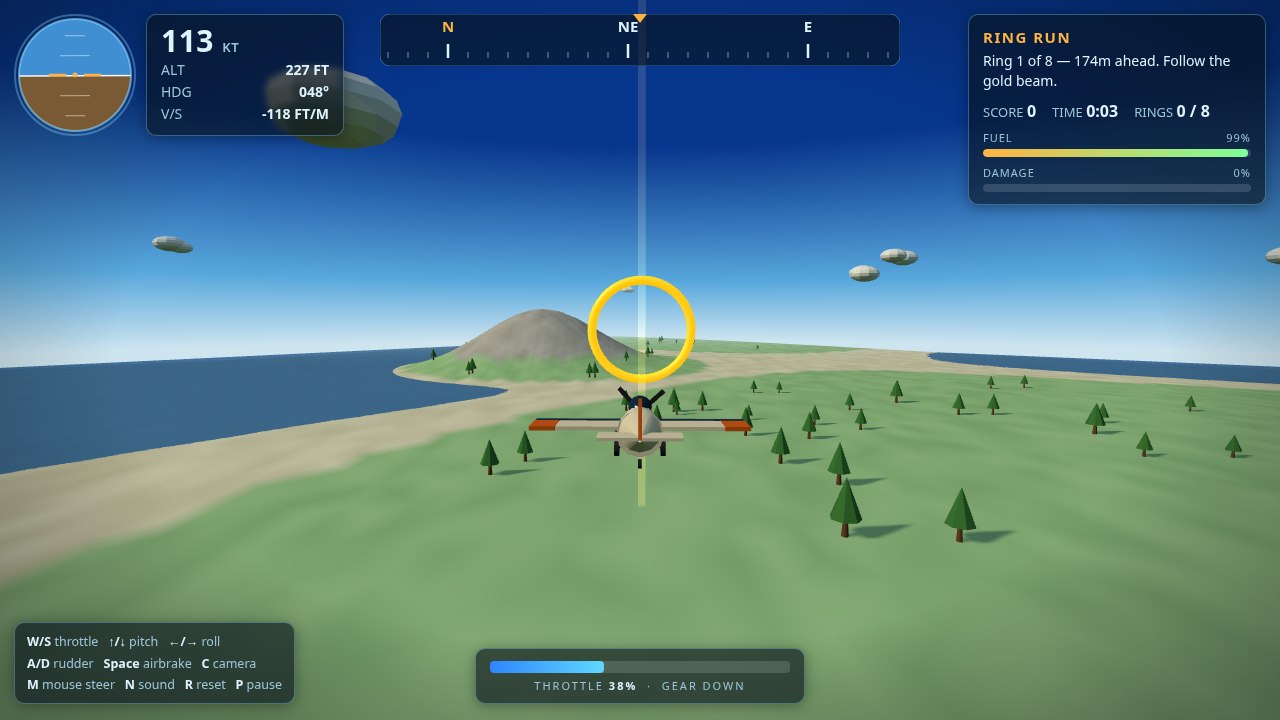 113 KT
ALT 227 FT
HDG 048°
V/S -118 FT/M
N NE E
RING RUN
Ring 1 of 8 — 174m ahead. Follow the
gold beam.
SCORE 0 TIME 0:03 RINGS 0 / 8
FUEL 99%
DAMAGE 0%
W/S throttle ↑/↓ pitch ←/→ roll
A/D rudder Space airbrake C camera
M mouse steer N sound R reset P pause
THROTTLE 38% · GEAR DOWN